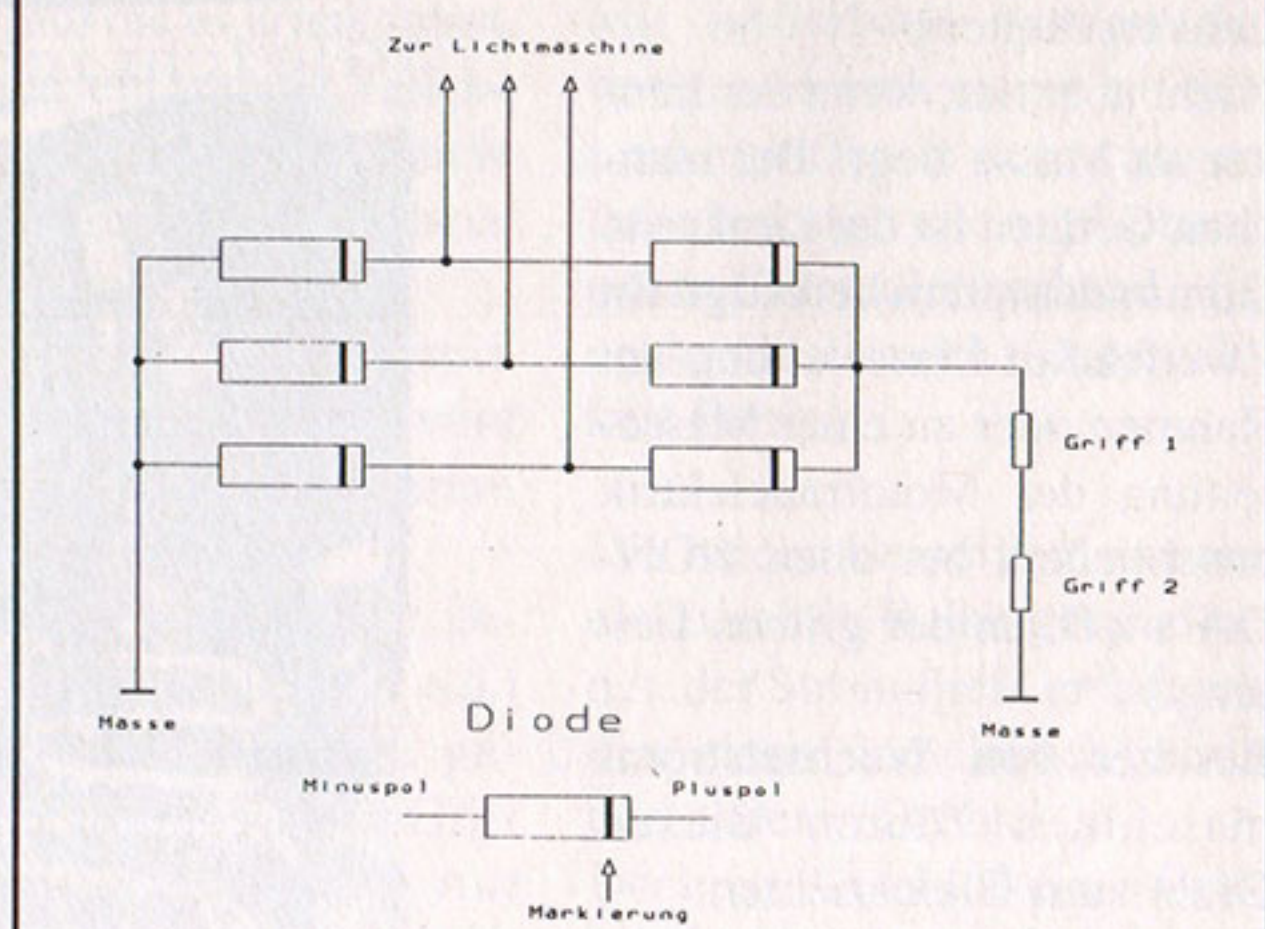 Zur Lichtmaschine
Griff 1
Griff 2
Masse
Masse
Diode
Minuspol
Pluspol
Markierung